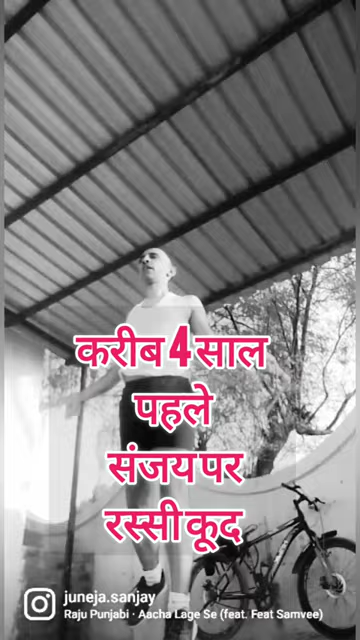 करीब 4 साल
पहले
संजय पर
रस्सी कूद
juneja.sanjay
Raju Punjabi · Aacha Lage Se (feat. Feat Samvee)